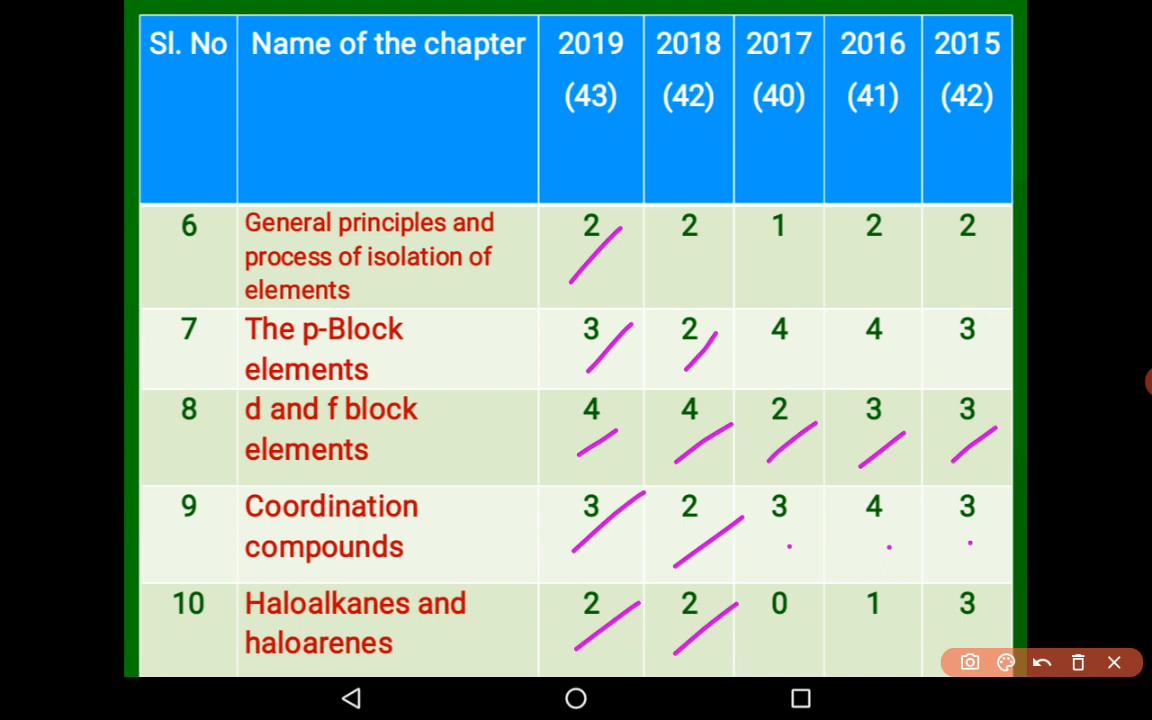 Sl. No Name of the chapter 2019 2018 2017 2016 2015
(43) (42) (40) (41) (42)
6 General principles and 2 2 1 2 2
process of isolation of
elements
7 The p-Block 3 2 4 4 3
elements
8 d and f block 4 4 2 3 3
elements
9 Coordination 3 2 3 4 3
compounds
10 Haloalkanes and 2 2 0 1 3
haloarenes